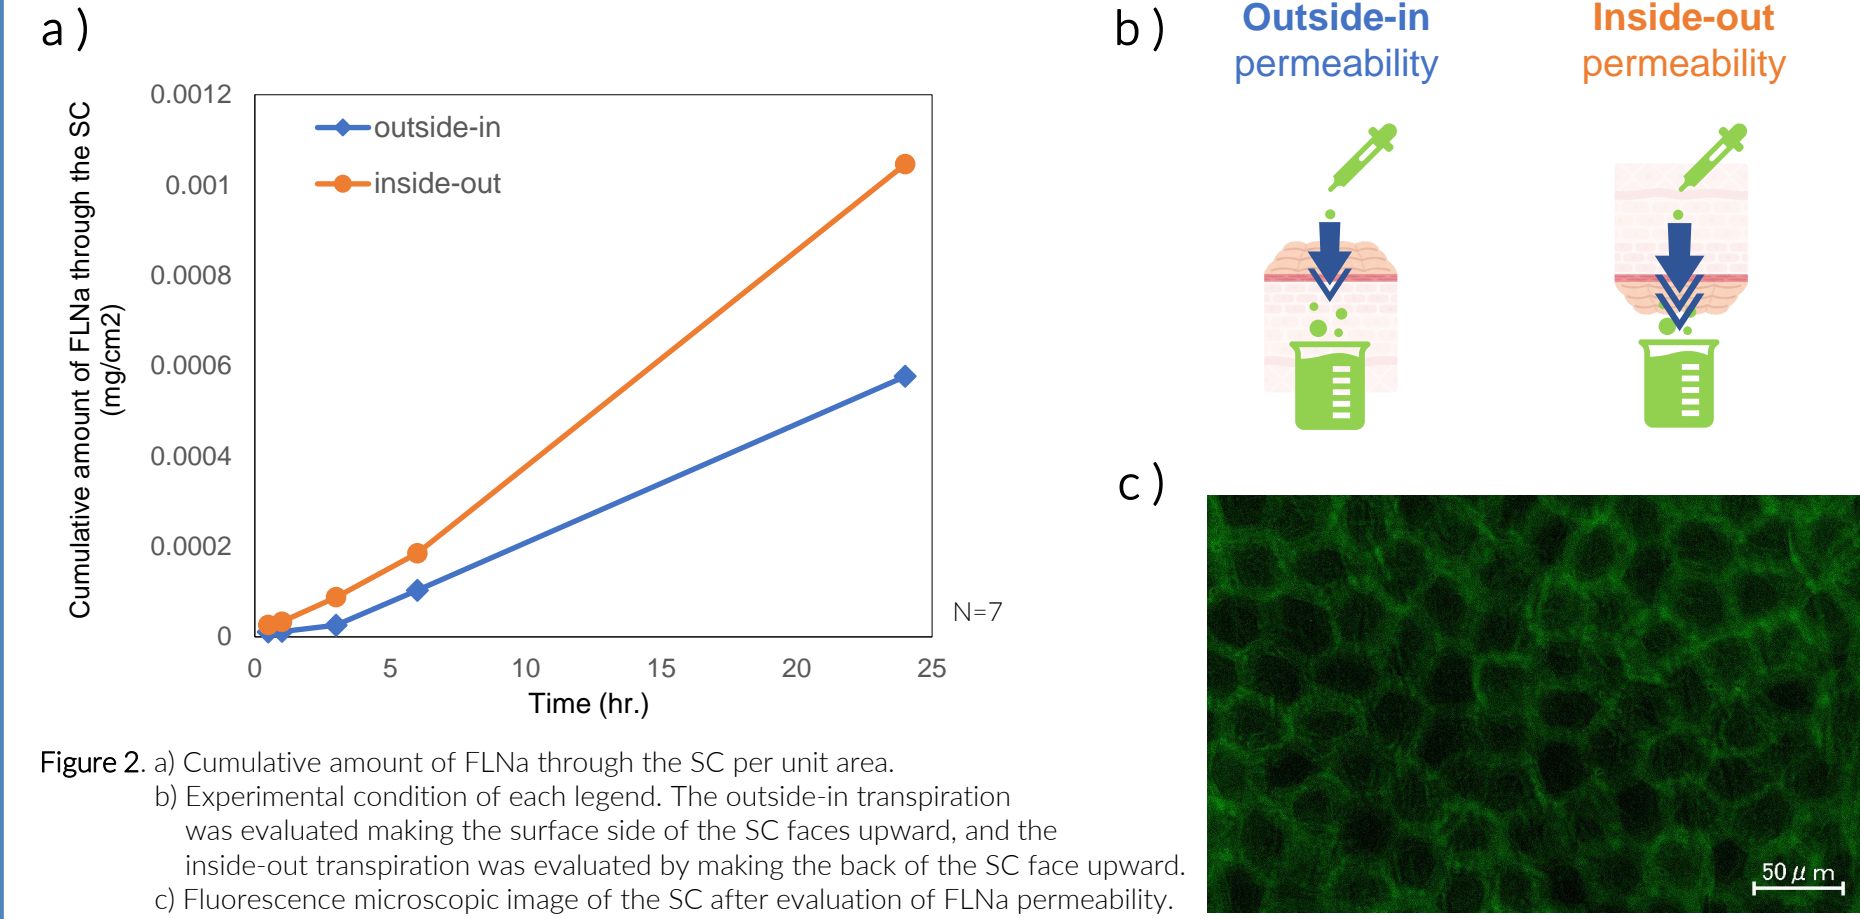 a )
Cumulative amount of FLNa through the SC
(mg/cm2)
0.0012
0.001
0.0008
0.0006
0.0004
0.0002
0
outside-in
inside-out
0 5 10 15 20 25
Time (hr.)
N=7
b )
Outside-in
permeability
Inside-out
permeability
c )
50 μ m
Figure 2. a) Cumulative amount of FLNa through the SC per unit area.
b) Experimental condition of each legend. The outside-in transpiration
was evaluated making the surface side of the SC faces upward, and the
inside-out transpiration was evaluated by making the back of the SC face upward.
c) Fluorescence microscopic image of the SC after evaluation of FLNa permeability.